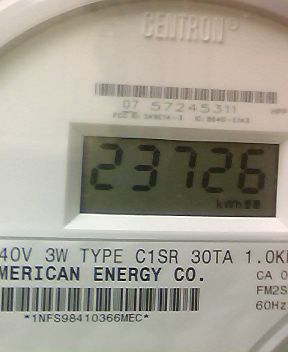 CENTRON
07 57245311
23726
kWh
40V 3W TYPE C1SR 30TA 1.0K
MERICAN ENERGY CO.
CA 0
FM2S
60Hz
*1NFS98410366MEC*